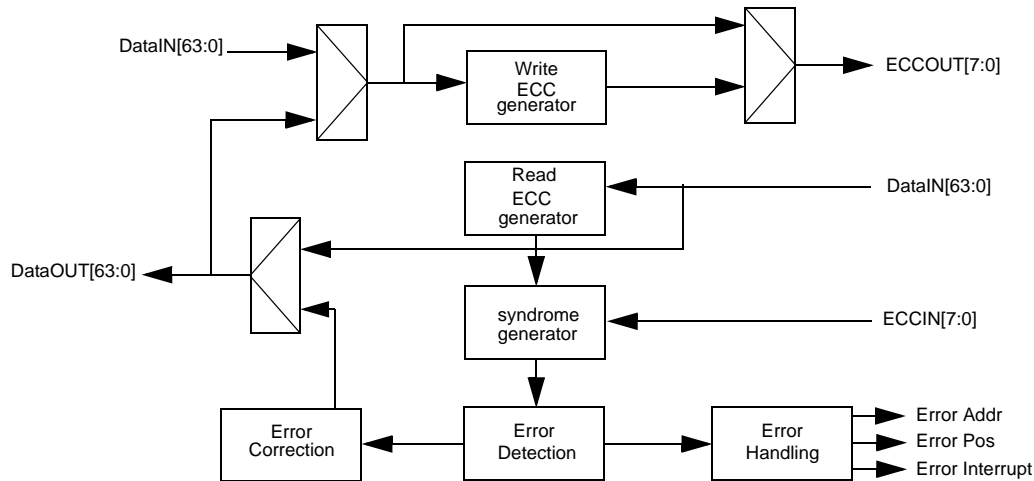 DataIN[63:0]
Write
ECC
generator
ECCOUT[7:0]
Read
ECC
generator
DataIN[63:0]
DataOUT[63:0]
syndrome
generator
ECCIN[7:0]
Error
Correction
Error
Detection
Error
Handling
Error Addr
Error Pos
Error Interrupt